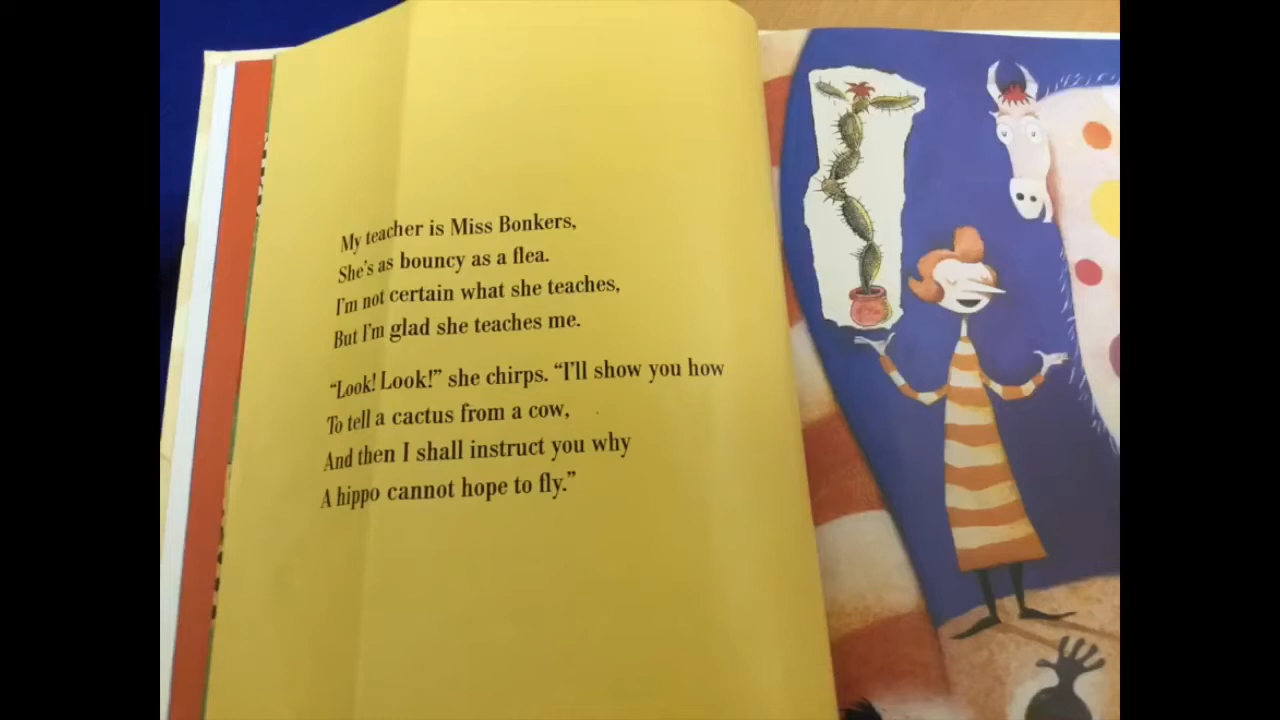 My teacher is Miss Bonkers,
She's as bouncy as a flea.
I'm not certain what she teaches,
But I'm glad she teaches me.
“Look! Look!” she chirps. “I'll show you how
To tell a cactus from a cow,
And then I shall instruct you why
A hippo cannot hope to fly.”